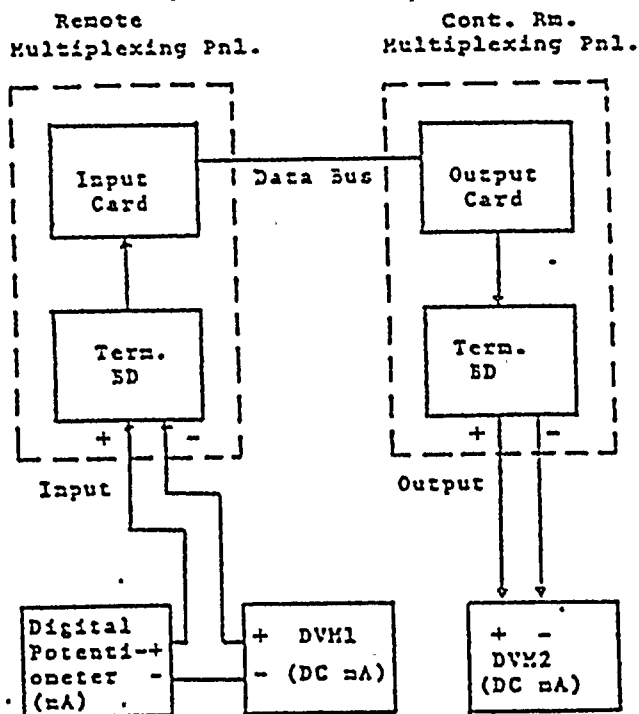 Remote
Multiplexing Pnl.
Cont. Rm.
Multiplexing Pnl.
Input
Card
Data Bus
Output
Card
Term.
BD
Term.
BD
+ -
+ -
Input
Output
Digital
Potenti-
ometer
(mA)
+
-
+ DVM1
- (DC mA)
+ -
DVM2
(DC mA)